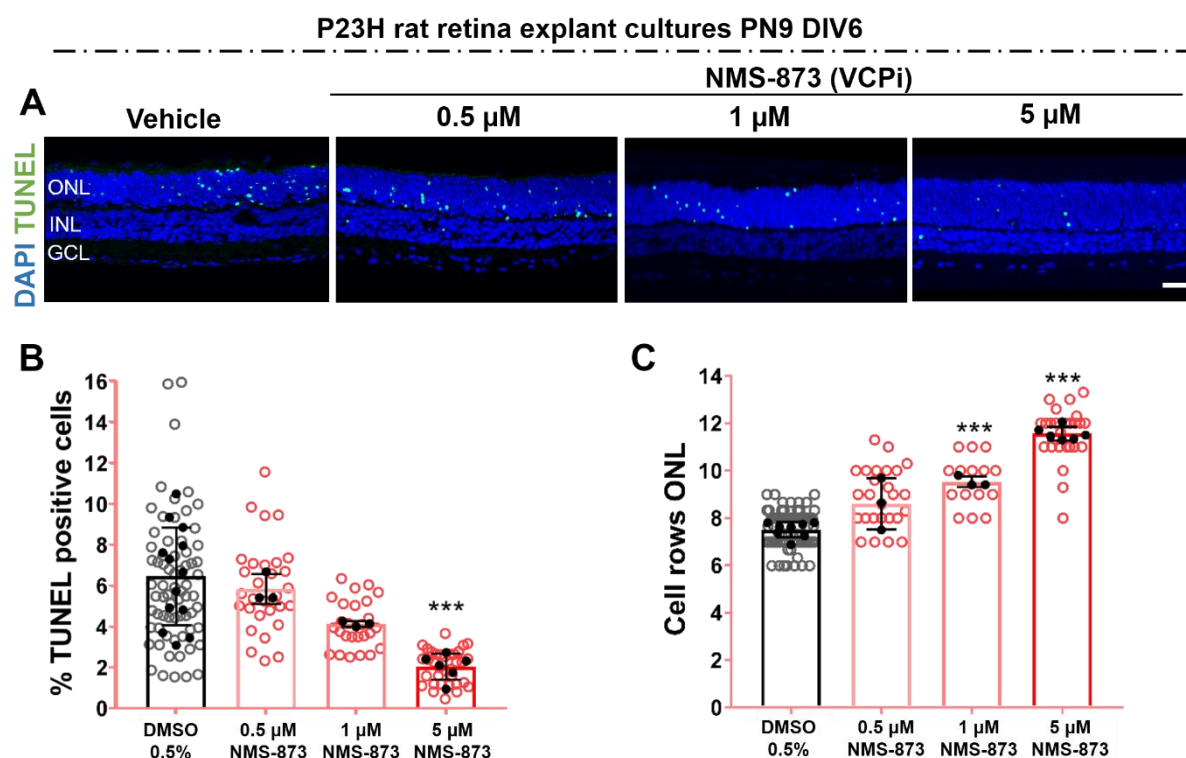 P23H rat retina explant cultures PN9 DIV6
NMS-873 (VCPi)
A
Vehicle
0.5 µM
1 µM
5 µM
DAPI TUNEL
ONL
INL
GCL
B
% TUNEL positive cells
16
14
12
10
8
6
4
2
0
***
DMSO
0.5%
0.5 µM
NMS-873
1 µM
NMS-873
5 µM
NMS-873
C
Cell rows ONL
14
12
10
8
6
4
2
0
***
***
DMSO
0.5%
0.5 µM
NMS-873
1 µM
NMS-873
5 µM
NMS-873